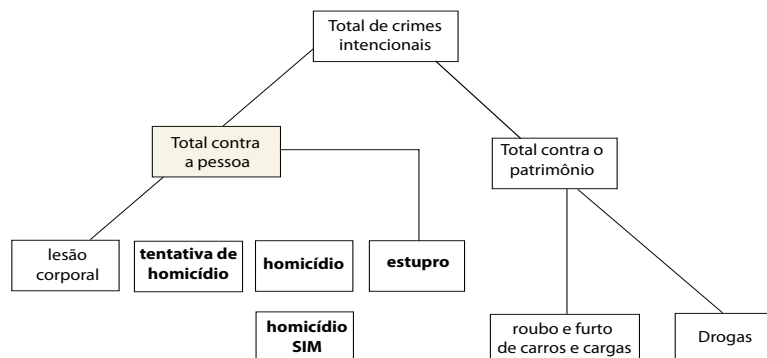 Total de crimes
intencionais
Total contra
a pessoa
Total contra o
patrimônio
lesão
corporal
tentativa de
homicídio
homicídio
estupro
homicídio
SIM
roubo e furto
de carros e cargas
Drogas